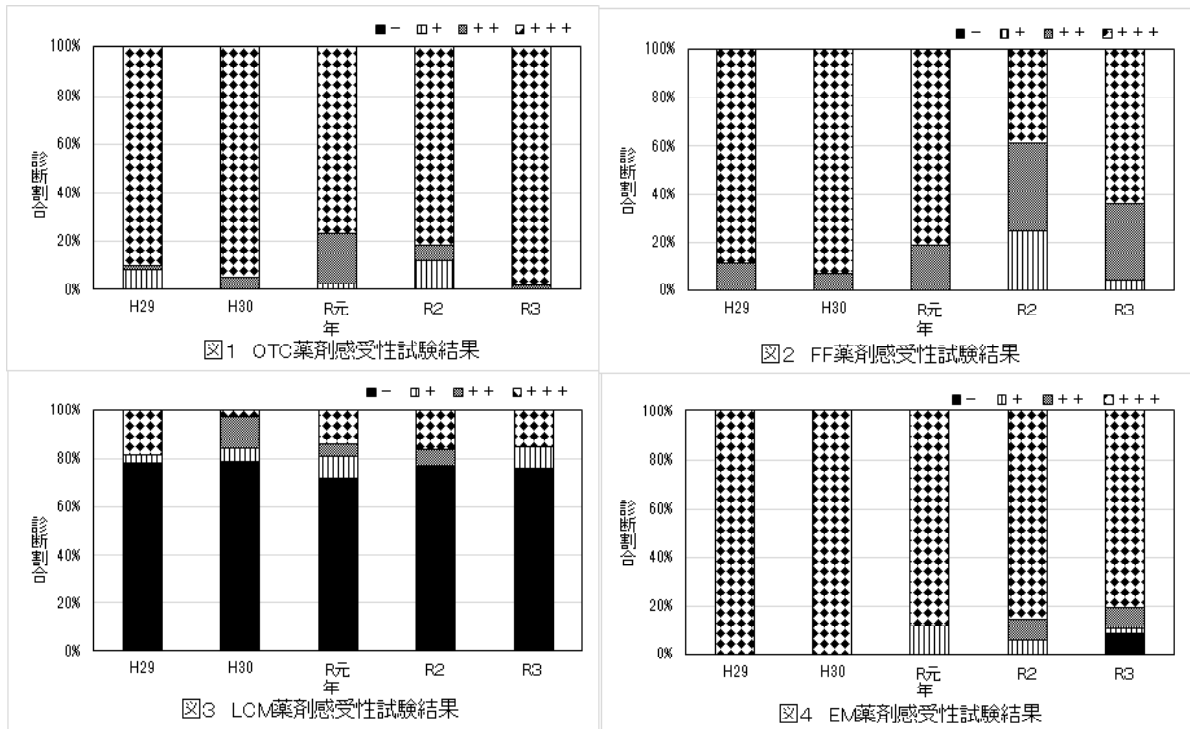 ■- □+ ■++ ■+++
100%
80%
60%
40%
20%
0%
診断割合
H29 H30 R元 R2 R3
年
図1 OTC薬剤感受性試験結果
■- □+ ■++ ■+++
100%
80%
60%
40%
20%
0%
診断割合
H29 H30 R元 R2 R3
年
図2 FF薬剤感受性試験結果
■- □+ ■++ ■+++
100%
80%
60%
40%
20%
0%
診断割合
H29 H30 R元 R2 R3
年
図3 LCM薬剤感受性試験結果
■- □+ ■++ □+++
100%
80%
60%
40%
20%
0%
診断割合
H29 H30 R元 R2 R3
年
図4 EM薬剤感受性試験結果